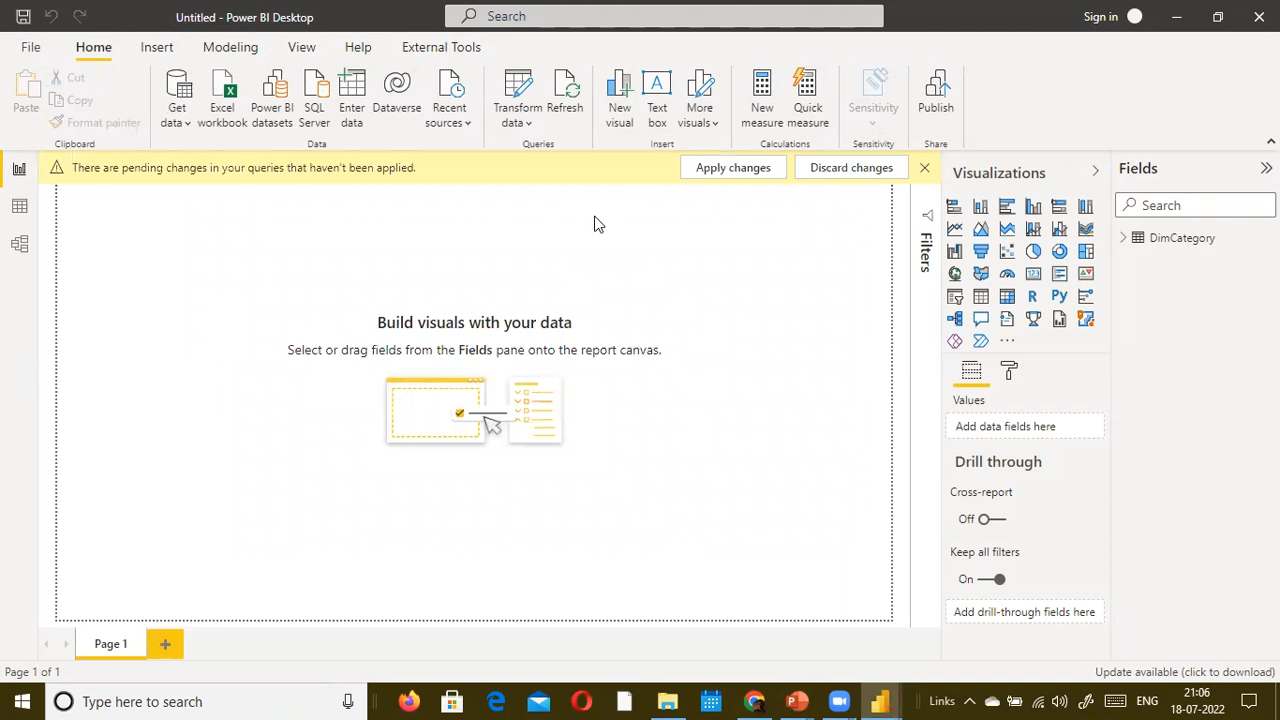 Untitled - Power BI Desktop
Search
Sign in
File
Home
Insert
Modeling
View
Help
External Tools
Paste
Cut
Copy
Format painter
Get data
Excel workbook
Power BI datasets
SQL Server
Enter data
Dataverse
Recent sources
Transform data
Refresh
New visual
Text box
More visuals
New measure
Quick measure
Sensitivity
Publish
Clipboard
Data
Queries
Insert
Calculations
Sensitivity
Share
There are pending changes in your queries that haven't been applied.
Apply changes
Discard changes
Filters
Build visuals with your data
Select or drag fields from the Fields pane onto the report canvas.
Visualizations
R
Py
Values
Add data fields here
Drill through
Cross-report
Off
Keep all filters
On
Add drill-through fields here
Fields
Search
DimCategory
Page 1
Page 1 of 1
Update available (click to download)
Type here to search
Links
ENG
21:06
18-07-2022